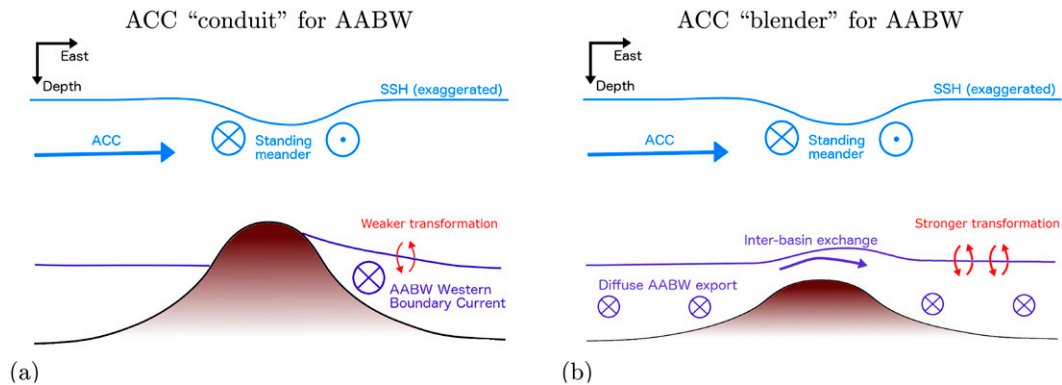 ACC “conduit” for AABW
East
Depth
SSH (exaggerated)
ACC
Standing
meander
Weaker transformation
AABW Western
Boundary Current
(a)
ACC “blender” for AABW
East
Depth
SSH (exaggerated)
ACC
Standing
meander
Stronger transformation
Inter-basin exchange
Diffuse AABW export
(b)